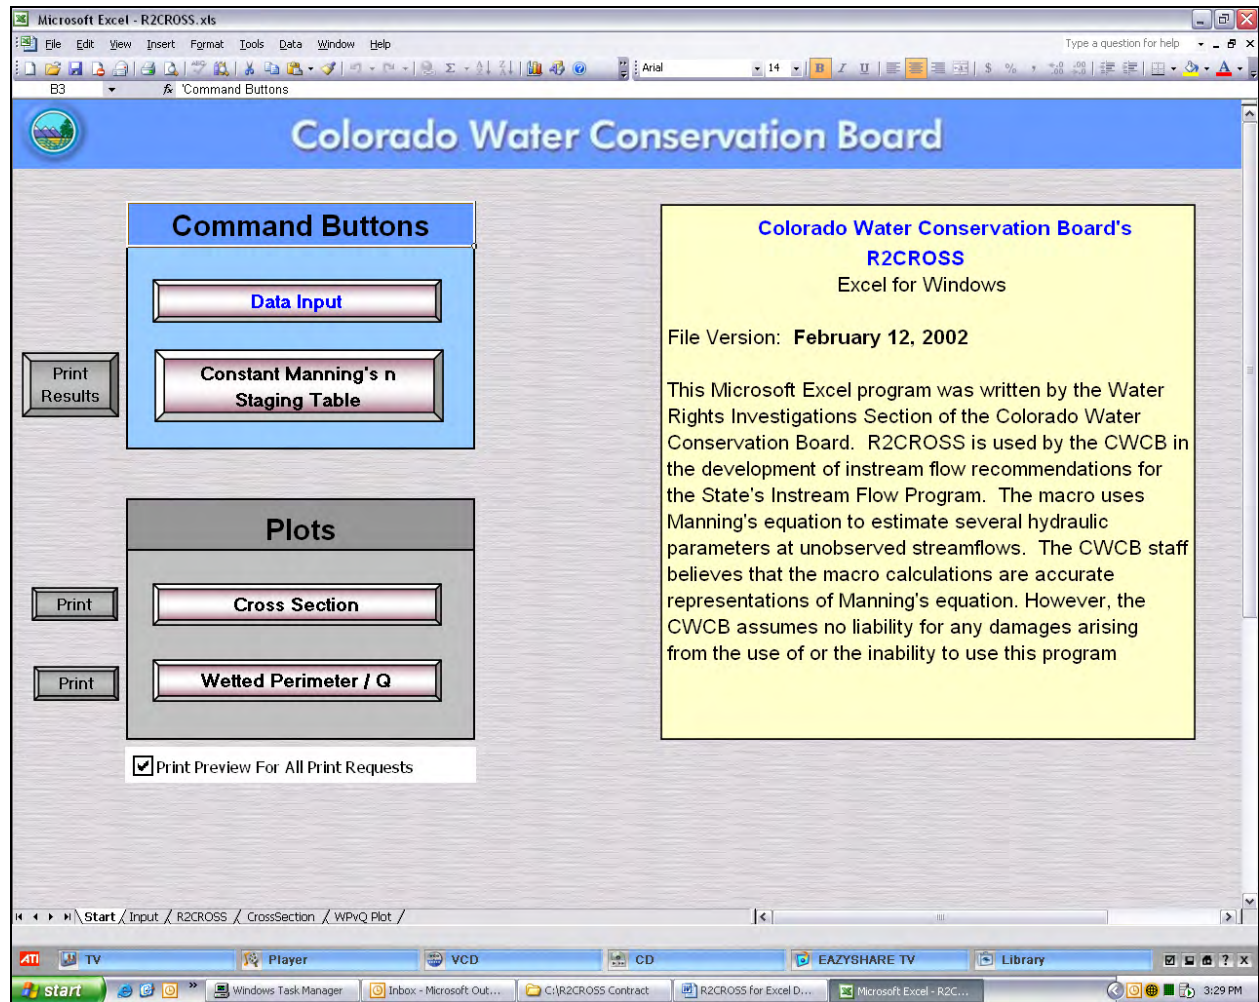 Microsoft Excel - R2CROSS.xls
File Edit View Insert Format Tools Data Window Help Type a question for help
Arial 14 B I U $ %
B3 fx 'Command Buttons
Colorado Water Conservation Board
Command Buttons
Data Input
Print
Results
Constant Manning's n
Staging Table
Plots
Print
Cross Section
Print
Wetted Perimeter / Q
Print Preview For All Print Requests
Colorado Water Conservation Board's
R2CROSS
Excel for Windows
File Version: February 12, 2002
This Microsoft Excel program was written by the Water
Rights Investigations Section of the Colorado Water
Conservation Board. R2CROSS is used by the CWCB in
the development of instream flow recommendations for
the State's Instream Flow Program. The macro uses
Manning's equation to estimate several hydraulic
parameters at unobserved streamflows. The CWCB staff
believes that the macro calculations are accurate
representations of Manning's equation. However, the
CWCB assumes no liability for any damages arising
from the use of or the inability to use this program
Start / Input / R2CROSS / CrossSection / WPvQ Plot /
ATI TV Player VCD CD EAZYSHARE TV Library ? X
start Windows Task Manager Inbox - Microsoft Out... C:\R2CROSS Contract R2CROSS for Excel D... Microsoft Excel - R2C... 3:29 PM